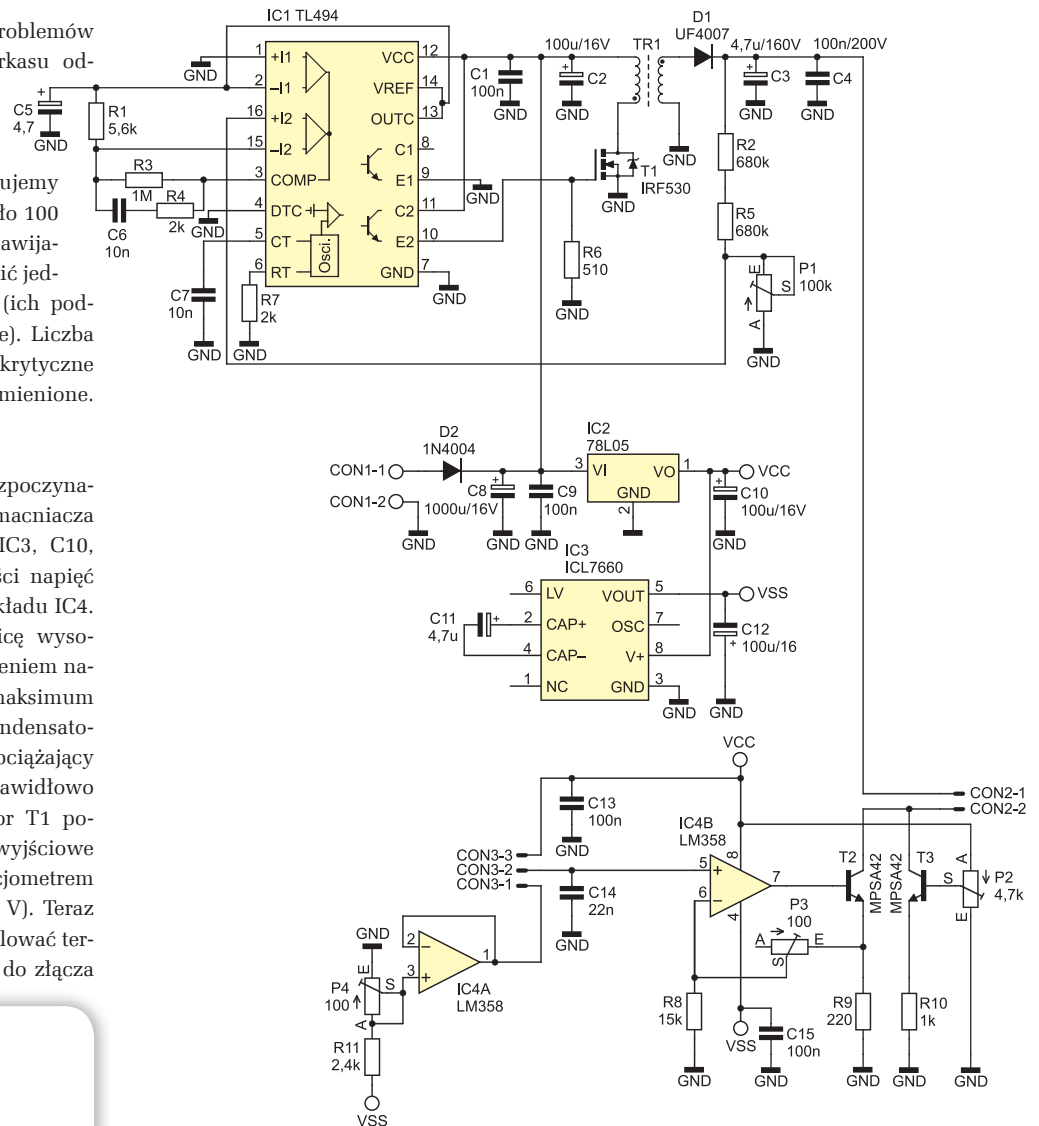 roblemów
rkasu od-
ujemy
ło 100
awija-
ić jed-
(ich pod-
e). Liczba
krytyczne
mienione.
zpoczyna-
macniacza
IC3, C10,
ści napięć
kładu IC4.
icę wyso-
eniem na-
naksimum
ndensato-
bciążający
awidłowo
or T1 po-
wyjściowe
cjometrem
V). Teraz
lować ter-
do złącza
IC1 TL494
1 +I1
2 –I1
16 +I2
15 –I2
3 COMP
4 DTC
5 CT
6 RT
Osci.
VCC 12
VREF 14
OUTC 13
C1 8
E1 9
C2 11
E2 10
GND 7
GND
C5
4,7
+
GND
R1
5,6k
R3
1M
R4
2k
C6
10n
GND
C7
10n
GND
R7
2k
GND
GND
GND
C1
100n
GND
100u/16V
+
C2
GND
TR1
D1
UF4007
4,7u/160V
+
C3
GND
100n/200V
C4
GND
GND
T1
IRF530
GND
R6
510
GND
R2
680k
R5
680k
P1
100k
E
S
A
GND
CON1-1
CON1-2
GND
D2
1N4004
C8
+
1000u/16V
GND
C9
100n
GND
IC2
78L05
3 VI
VO 1
GND
2
VCC
+
C10
100u/16V
GND
IC3
ICL7660
6 LV
2 CAP+
4 CAP–
1 NC
VOUT 5
OSC 7
V+ 8
GND 3
C11
4,7u
+
VSS
C12
+
100u/16
GND
GND
VCC
C13
100n
GND
CON3-3
CON3-2
CON3-1
C14
22n
GND
IC4B
LM358
5 +
6 –
7
8
4
VSS
C15
100n
GND
R8
15k
GND
P3
100
A
E
S
T2
MPSA42
T3
MPSA42
CON2-1
CON2-2
A
S
P2
4,7k
E
R9
220
GND
R10
1k
GND
GND
GND
E
P4
100
S
A
2 –
3 +
1
IC4A
LM358
R11
2,4k
VSS